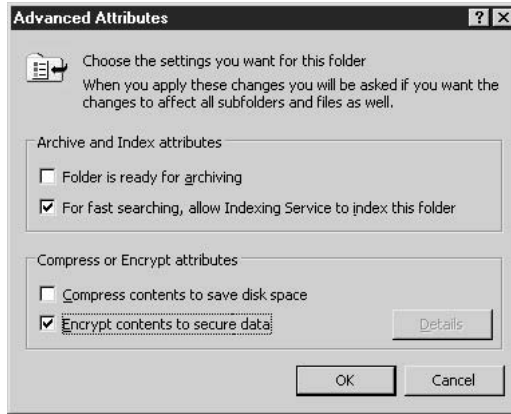 Advanced Attributes
Choose the settings you want for this folder
When you apply these changes you will be asked if you want the
changes to affect all subfolders and files as well.
Archive and Index attributes
Folder is ready for archiving
For fast searching, allow Indexing Service to index this folder
Compress or Encrypt attributes
Compress contents to save disk space
Encrypt contents to secure data
Details
OK Cancel